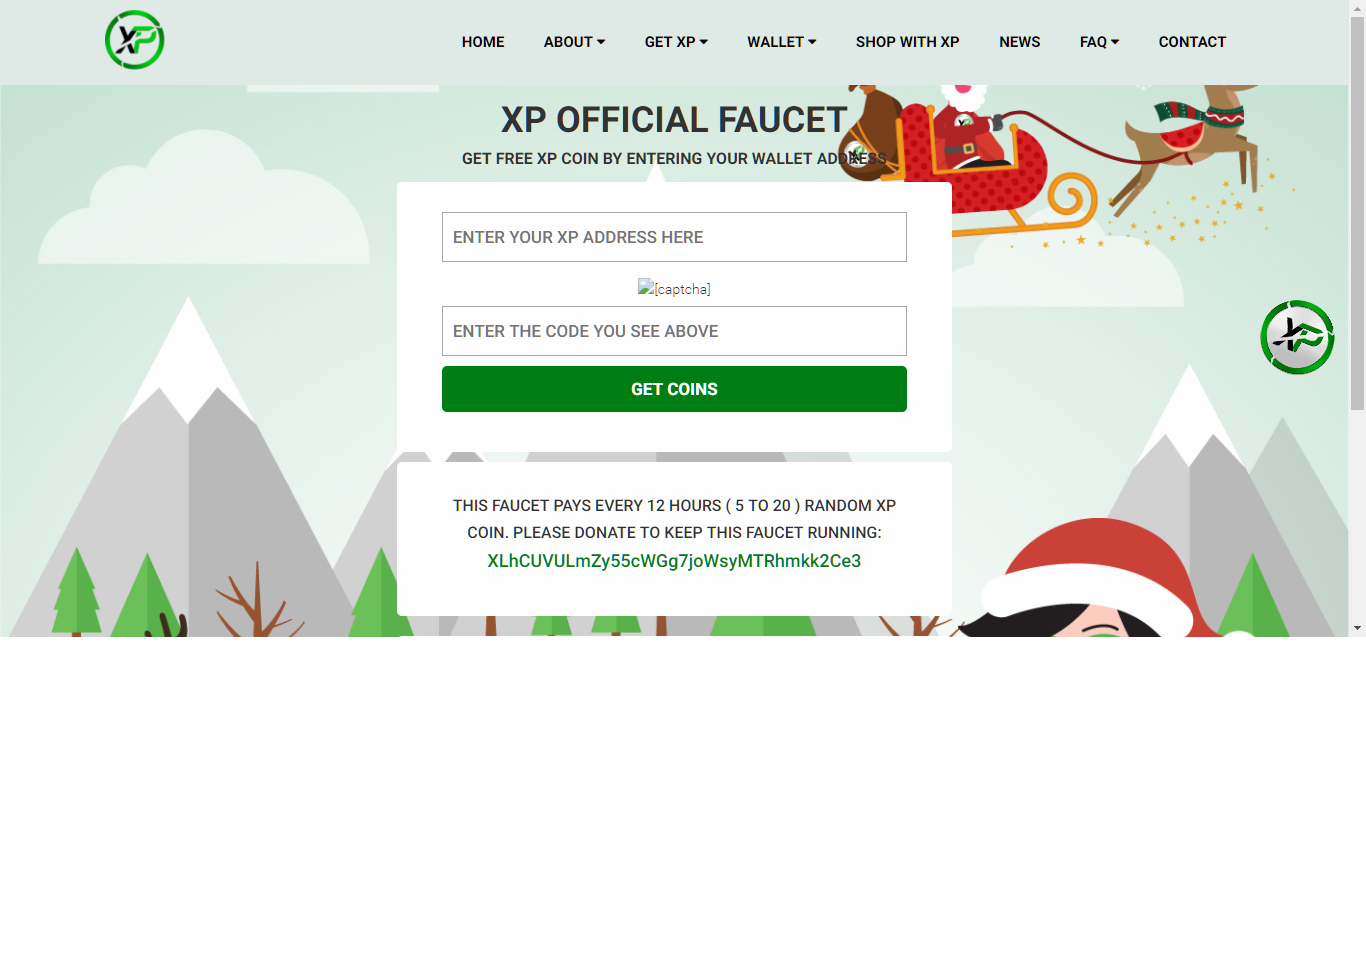 XP
HOME ABOUT GET XP WALLET SHOP WITH XP NEWS FAQ CONTACT
XP OFFICIAL FAUCET
GET FREE XP COIN BY ENTERING YOUR WALLET ADDRESS
ENTER YOUR XP ADDRESS HERE
[captcha]
ENTER THE CODE YOU SEE ABOVE
XP
GET COINS
THIS FAUCET PAYS EVERY 12 HOURS ( 5 TO 20 ) RANDOM XP
COIN. PLEASE DONATE TO KEEP THIS FAUCET RUNNING:
XLhCUVULmZy55cWGg7joWsyMTRhmkk2Ce3